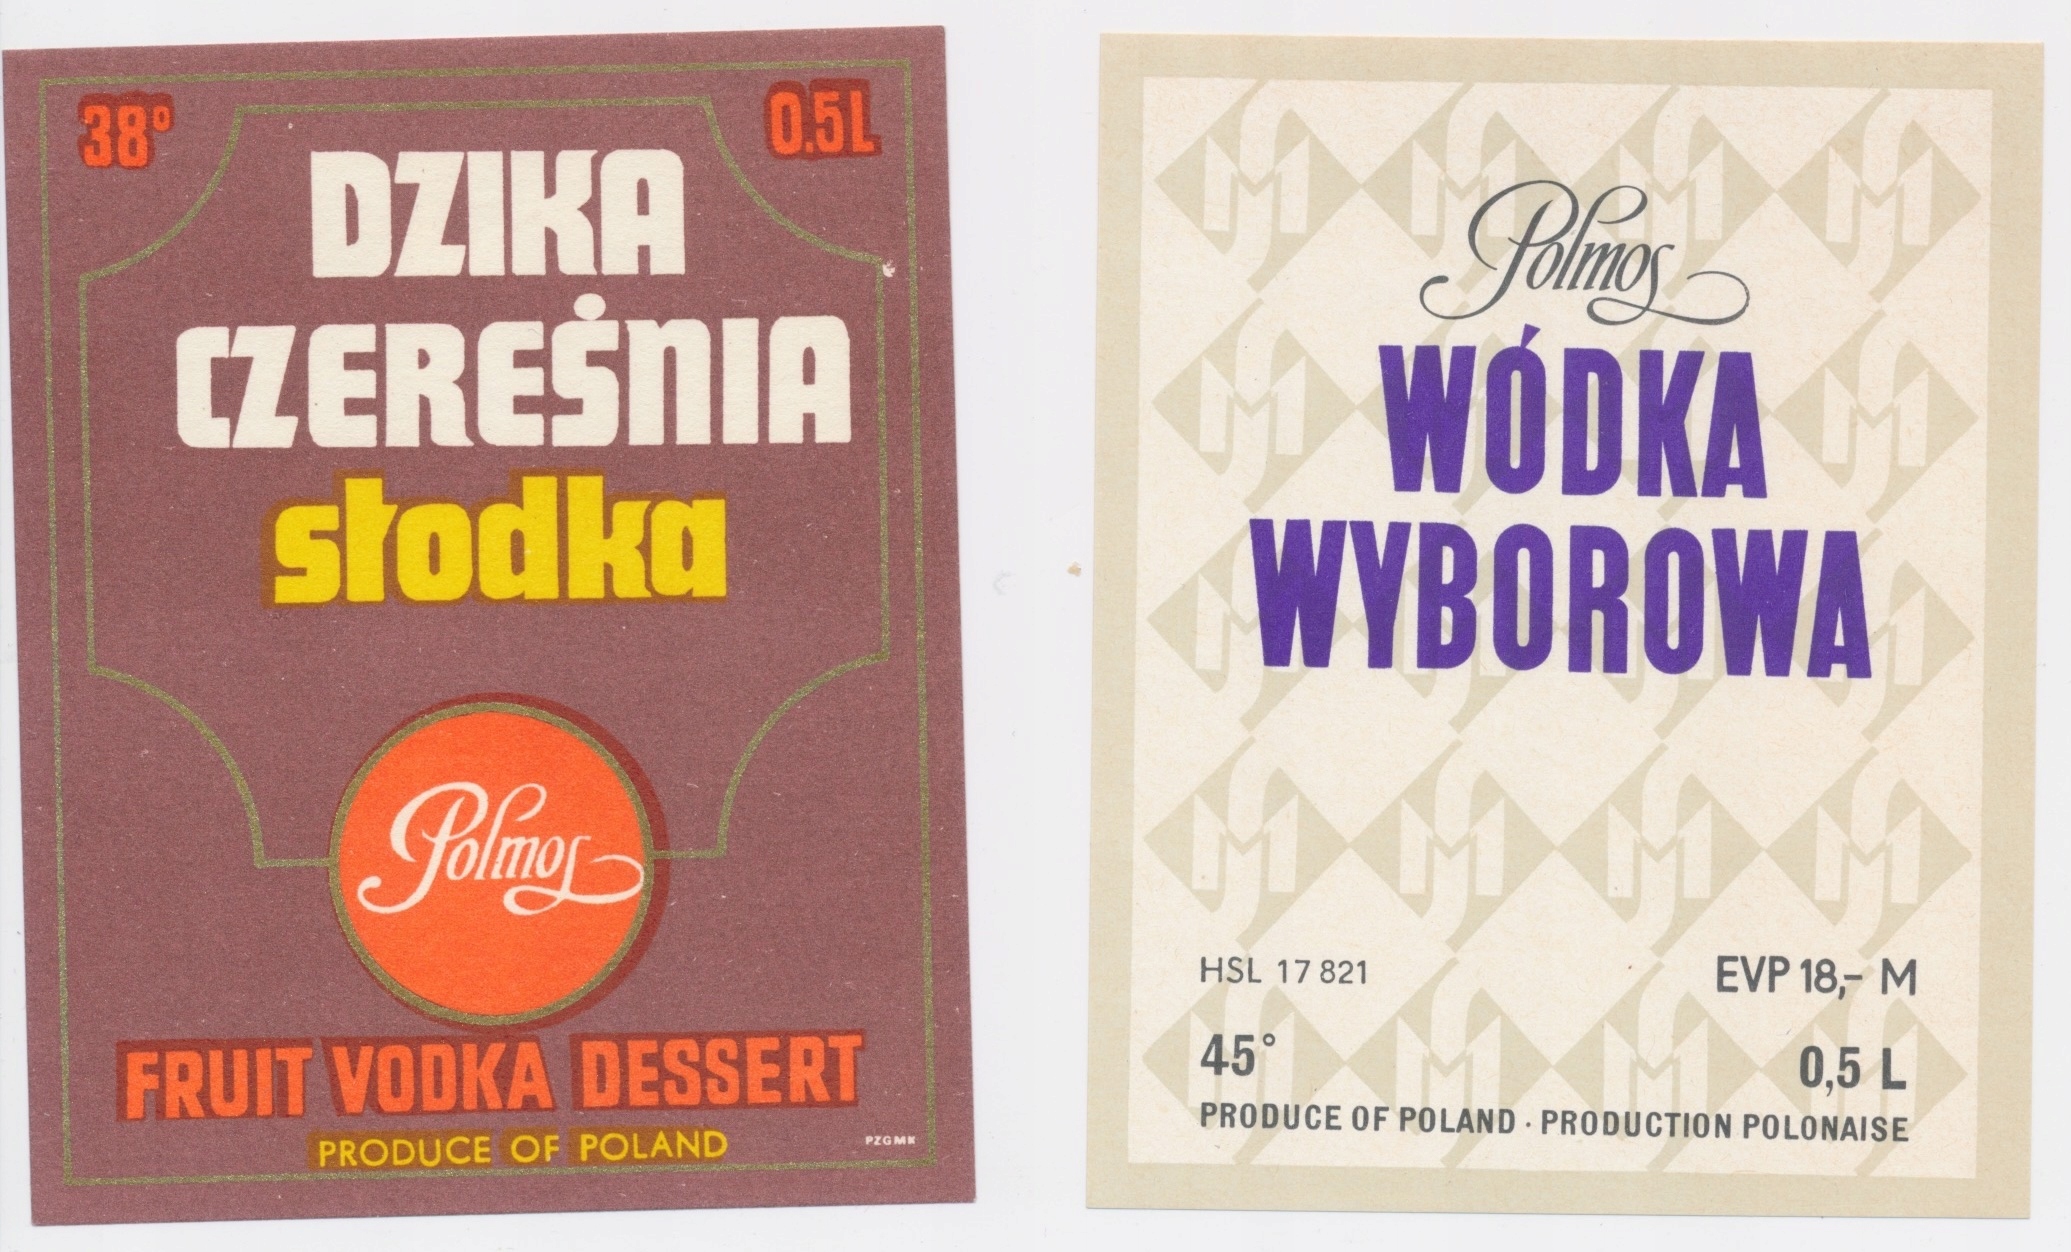 38° 0.5L
DZIKA
CZEREŚNIA
słodka
Polmos
FRUIT VODKA DESSERT
PRODUCE OF POLAND
PZGMK
Polmos
WÓDKA
WYBOROWA
HSL 17 821 EVP 18,– M
45° 0,5 L
PRODUCE OF POLAND · PRODUCTION POLONAISE